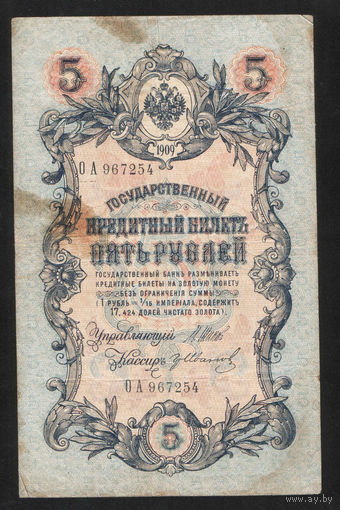 5 5
1909
ОА 967254
ГОСУДАРСТВЕННЫЙ
КРЕДИТНЫЙ БИЛЕТЪ
ПЯТЬ РУБЛЕЙ
ГОСУДАРСТВЕННЫЙ БАНКЪ РАЗМѢНИВАЕТЪ
КРЕДИТНЫЕ БИЛЕТЫ НА ЗОЛОТУЮ МОНЕТУ
БЕЗЪ ОГРАНИЧЕНІЯ СУММЫ
(1 РУБЛЬ = 1/15 ИМПЕРІАЛА, СОДЕРЖИТЪ
17,424 ДОЛЕЙ ЧИСТАГО ЗОЛОТА).
Управляющій
Кассиръ
ОА 967254
5
www.ay.by